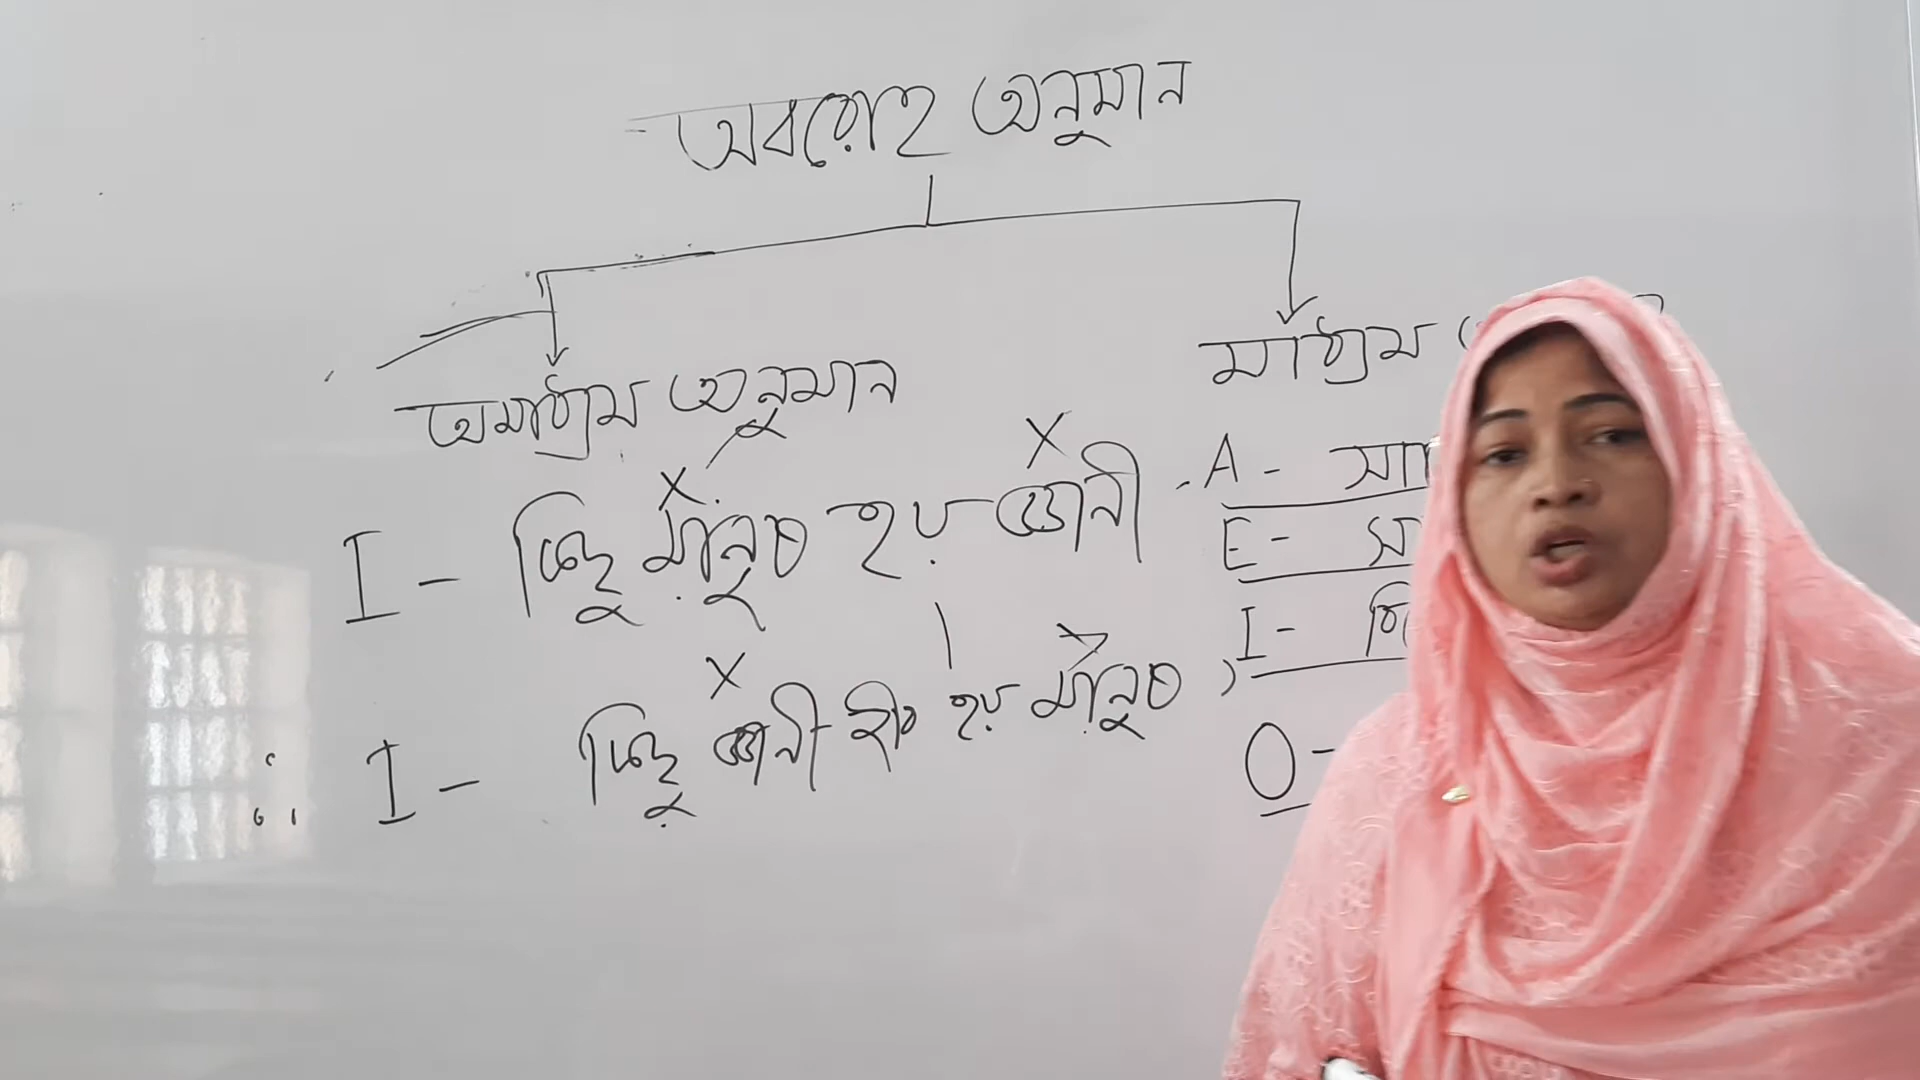 অবরোহ অনুমান
অমাধ্যম অনুমান
মাধ্যম
X X
I - কিছু মানুষ হয় জ্ঞানী
X X
∴ I - কিছু জ্ঞানী জীব হয় মানুষ
A - সা
E - সা
I - কি
O -